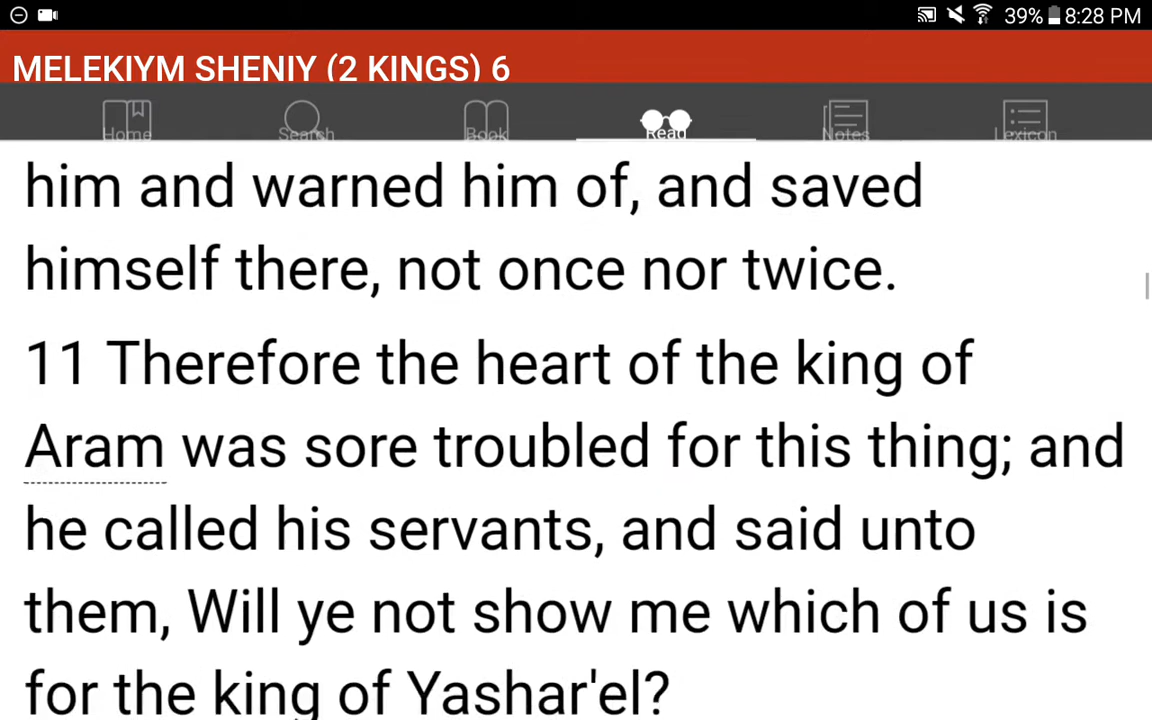 39% 8:28 PM
MELEKIYM SHENIY (2 KINGS) 6
Home Search Book Read Notes Lexicon
him and warned him of, and saved
himself there, not once nor twice.
11 Therefore the heart of the king of
Aram was sore troubled for this thing; and
he called his servants, and said unto
them, Will ye not show me which of us is
for the king of Yashar'el?